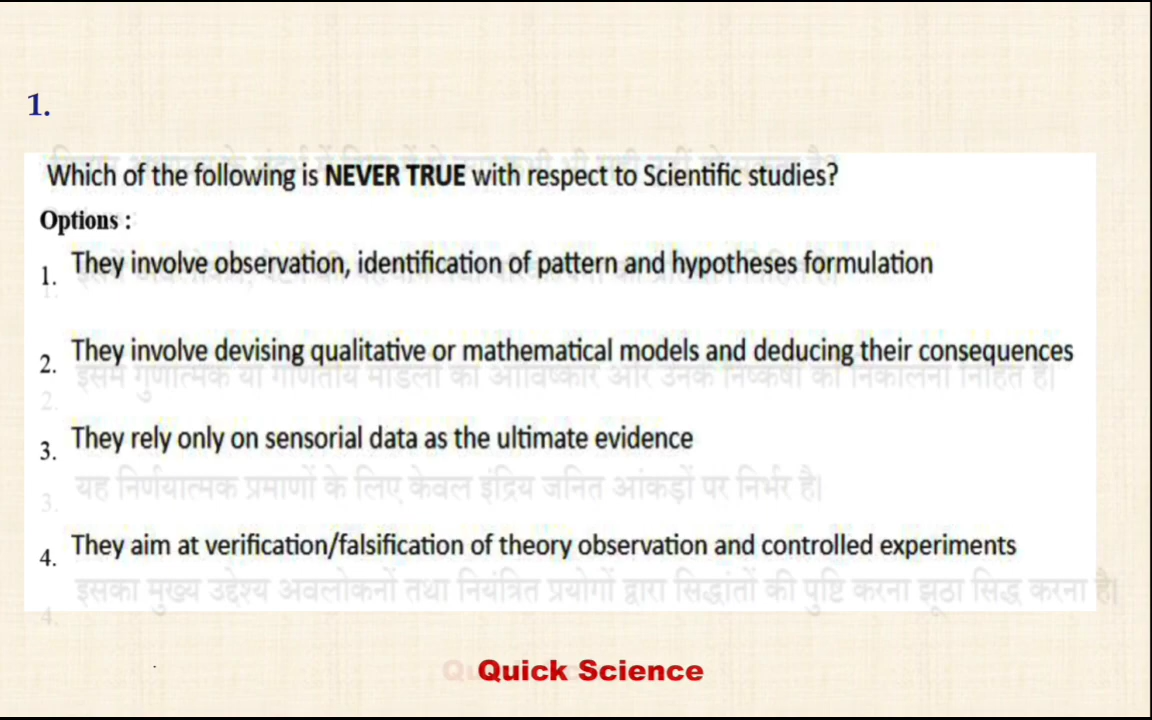 1.
Which of the following is NEVER TRUE with respect to Scientific studies?
Options :
1. They involve observation, identification of pattern and hypotheses formulation
2. They involve devising qualitative or mathematical models and deducing their consequences
इसमें गुणात्मक या गणितीय मॉडलों का आविष्कार और उनके निष्कर्षों को निकालना निहित है।
2.
3. They rely only on sensorial data as the ultimate evidence
3. यह निर्णयात्मक प्रमाणों के लिए केवल इंद्रिय जनित आंकड़ों पर निर्भर है।
4. They aim at verification/falsification of theory observation and controlled experiments
इसका मुख्य उद्देश्य अवलोकनों तथा नियंत्रित प्रयोगों द्वारा सिद्धांतों की पुष्टि करना झूठा सिद्ध करना है।
4.
Quick Science